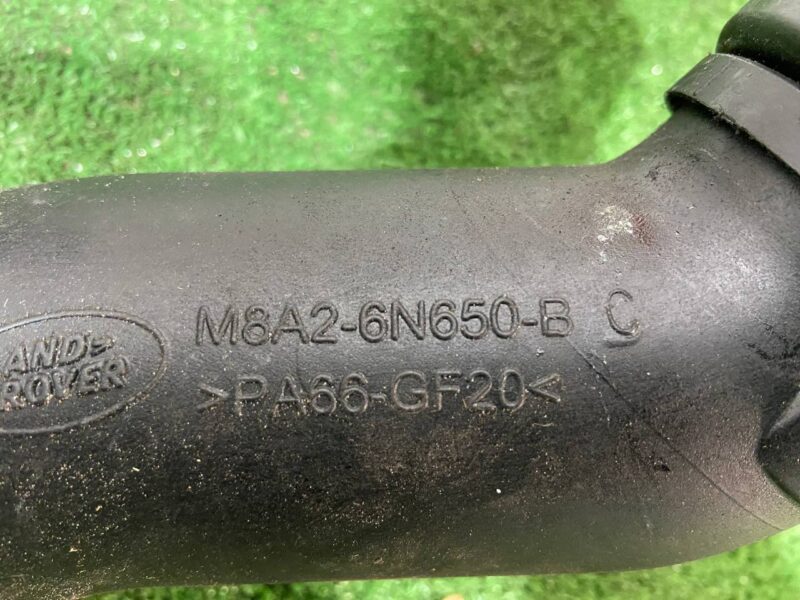 LAND-
ROVER
M8A2-6N650-B C
>PA66-GF20<